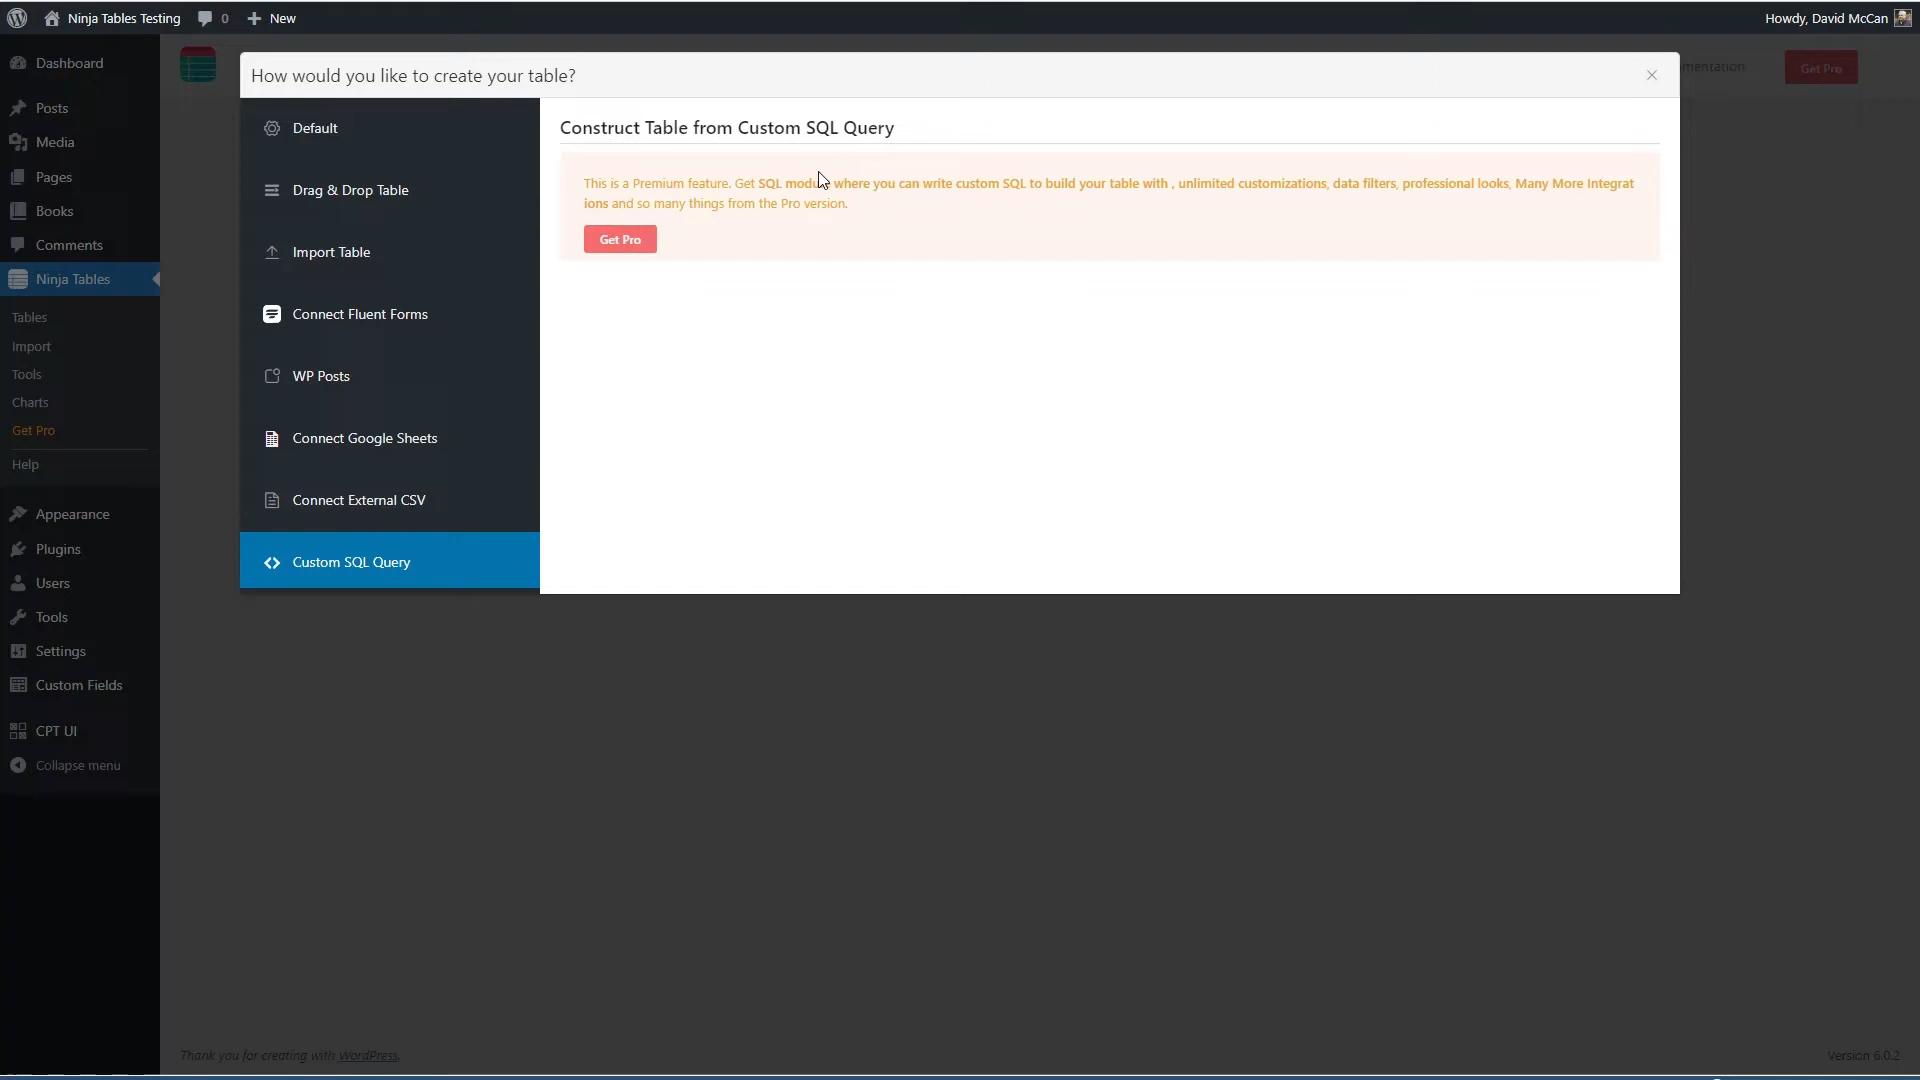 Ninja Tables Testing
0
New
Howdy, David McCan
Dashboard
Posts
Media
Pages
Books
Comments
Ninja Tables
Tables
Import
Tools
Charts
Get Pro
Help
Appearance
Plugins
Users
Tools
Settings
Custom Fields
CPT UI
Collapse menu
mentation
Get Pro
How would you like to create your table?
Default
Drag & Drop Table
Import Table
Connect Fluent Forms
WP Posts
Connect Google Sheets
Connect External CSV
Custom SQL Query
Construct Table from Custom SQL Query
This is a Premium feature. Get SQL modu where you can write custom SQL to build your table with , unlimited customizations, data filters, professional looks, Many More Integrat
ions and so many things from the Pro version.
Get Pro
Thank you for creating with WordPress.
Version 6.0.2